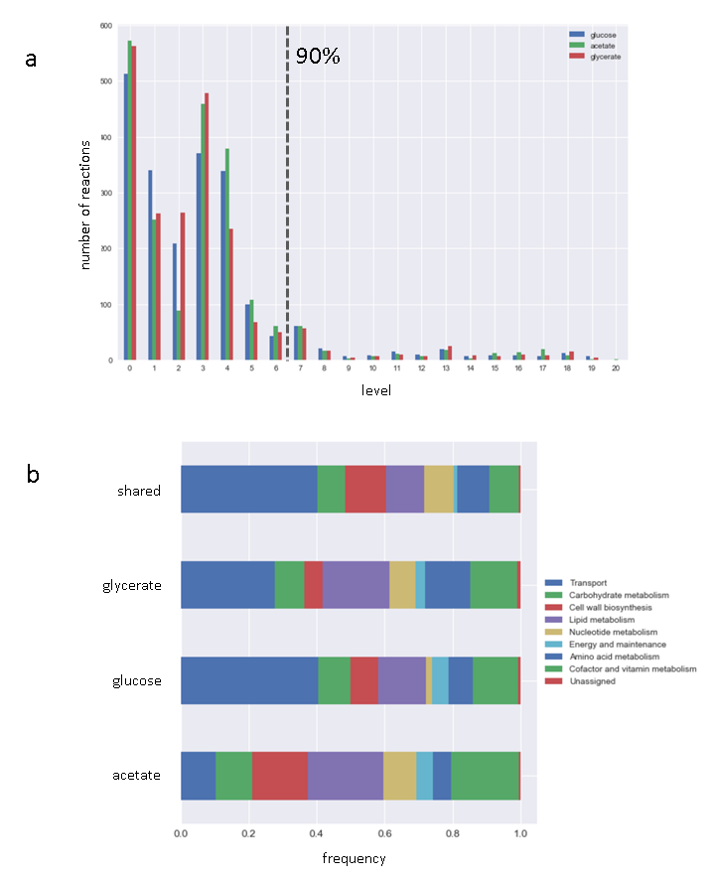 a
600
500
400
300
200
100
0
number of reactions
90%
glucose
acetate
glycerate
0 1 2 3 4 5 6 7 8 9 10 11 12 13 14 15 16 17 18 19 20
level
b
shared
glycerate
glucose
acetate
0.0 0.2 0.4 0.6 0.8 1.0
frequency
Transport
Carbohydrate metabolism
Cell wall biosynthesis
Lipid metabolism
Nucleotide metabolism
Energy and maintenance
Amino acid metabolism
Cofactor and vitamin metabolism
Unassigned